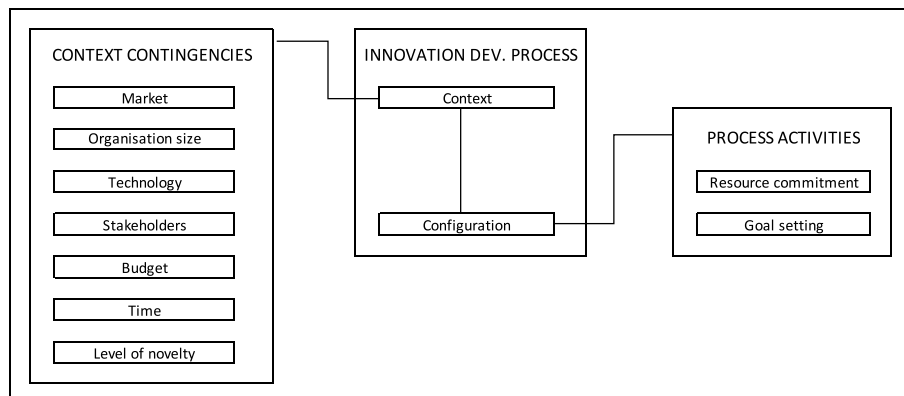 CONTEXT CONTINGENCIES
Market
Organisation size
Technology
Stakeholders
Budget
Time
Level of novelty
INNOVATION DEV. PROCESS
Context
Configuration
PROCESS ACTIVITIES
Resource commitment
Goal setting